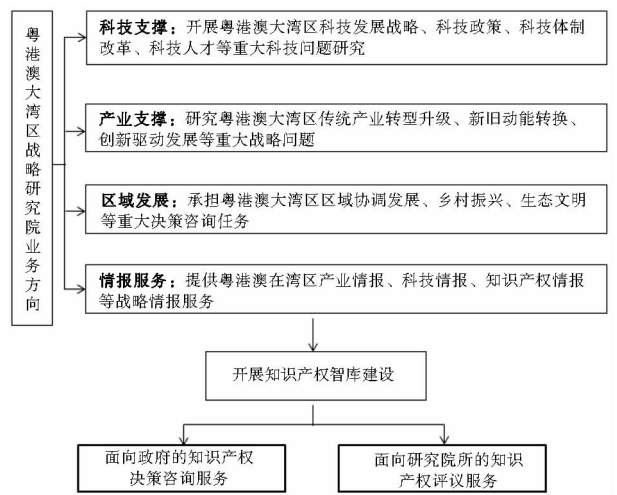 粤港澳大湾区战略研究院业务方向
科技支撑：开展粤港澳大湾区科技发展战略、科技政策、科技体制
改革、科技人才等重大科技问题研究
产业支撑：研究粤港澳大湾区传统产业转型升级、新旧动能转换、
创新驱动发展等重大战略问题
区域发展：承担粤港澳大湾区区域协调发展、乡村振兴、生态文明
等重大决策咨询任务
情报服务：提供粤港澳在湾区产业情报、科技情报、知识产权情报
等战略情报服务
开展知识产权智库建设
面向政府的知识产权
决策咨询服务
面向研究院所的知识
产权评议服务